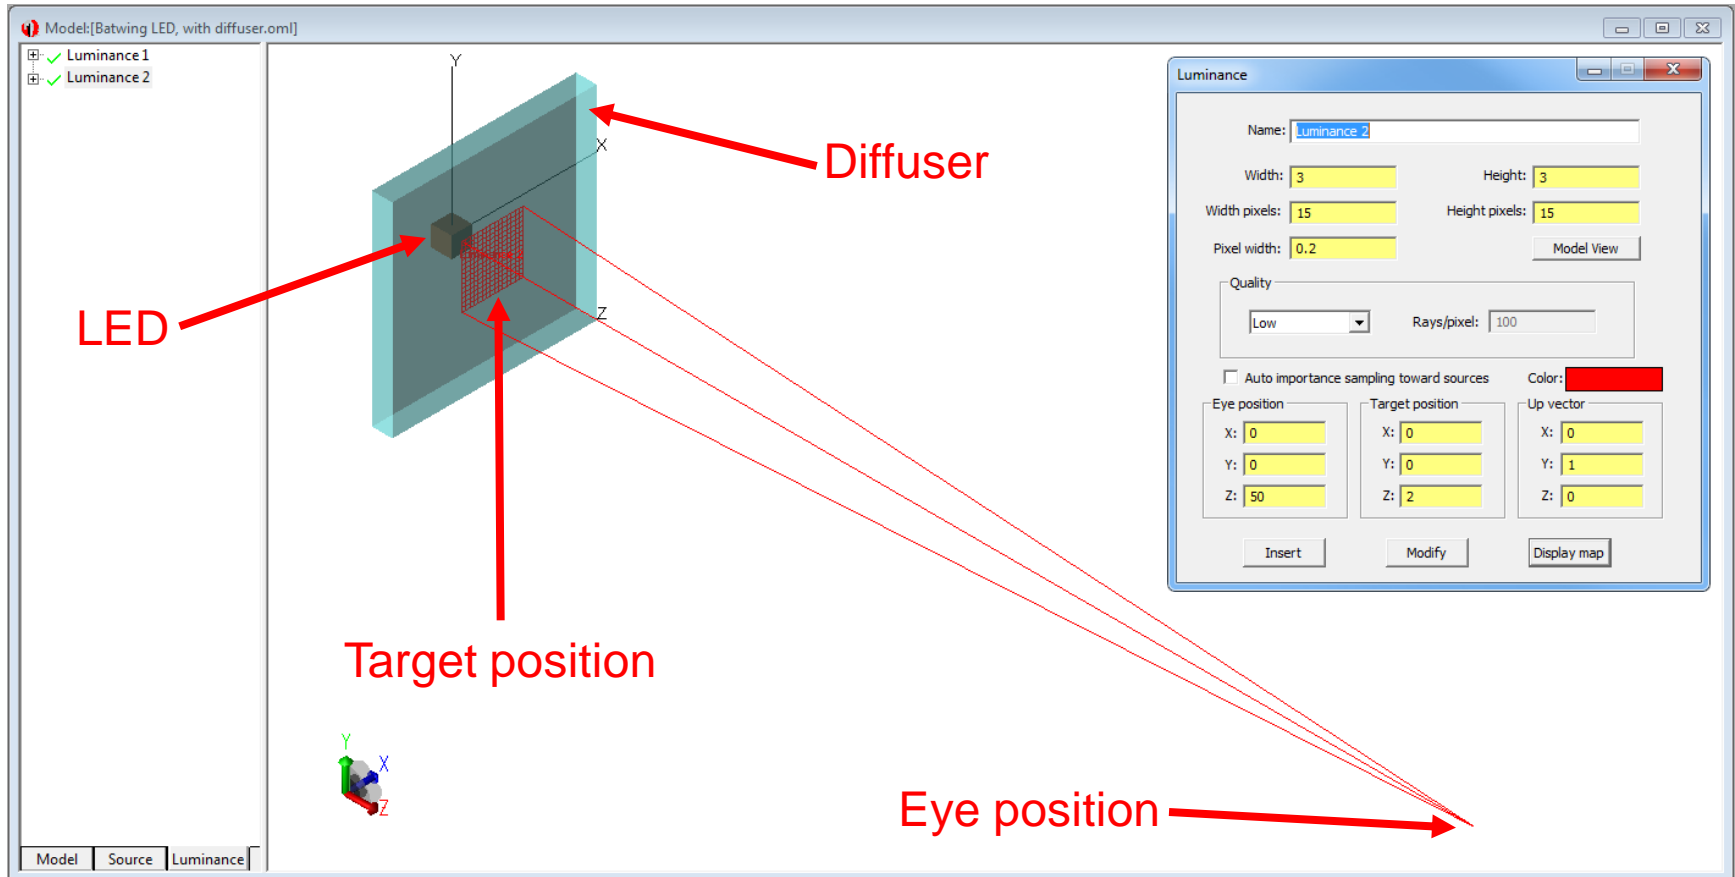 Model:[Batwing LED, with diffuser.oml]
Luminance 1
Luminance 2
Model
Source
Luminance
Y
X
Z
Diffuser
LED
Target position
Eye position
Y
X
Z
Luminance
Name: Luminance 2
Width: 3 Height: 3
Width pixels: 15 Height pixels: 15
Pixel width: 0.2 Model View
Quality
Low Rays/pixel: 100
Auto importance sampling toward sources Color:
Eye position Target position Up vector
X: 0 X: 0 X: 0
Y: 0 Y: 0 Y: 1
Z: 50 Z: 2 Z: 0
Insert Modify Display map